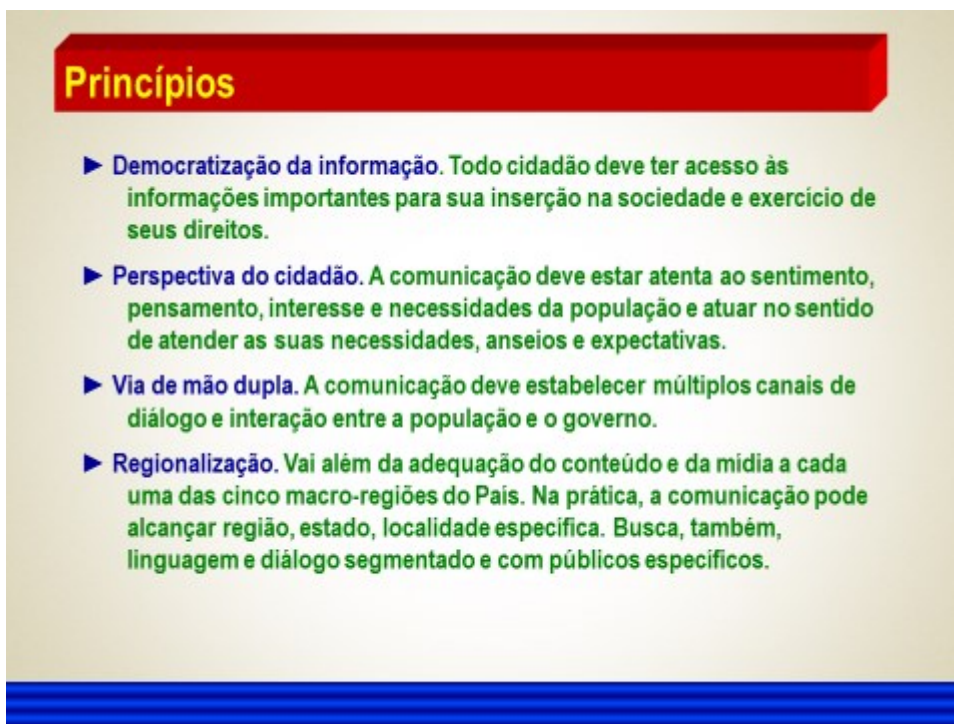 Princípios
► Democratização da informação. Todo cidadão deve ter acesso às
informações importantes para sua inserção na sociedade e exercício de
seus direitos.
► Perspectiva do cidadão. A comunicação deve estar atenta ao sentimento,
pensamento, interesse e necessidades da população e atuar no sentido
de atender as suas necessidades, anseios e expectativas.
► Via de mão dupla. A comunicação deve estabelecer múltiplos canais de
diálogo e interação entre a população e o governo.
► Regionalização. Vai além da adequação do conteúdo e da mídia a cada
uma das cinco macro-regiões do País. Na prática, a comunicação pode
alcançar região, estado, localidade específica. Busca, também,
linguagem e diálogo segmentado e com públicos específicos.